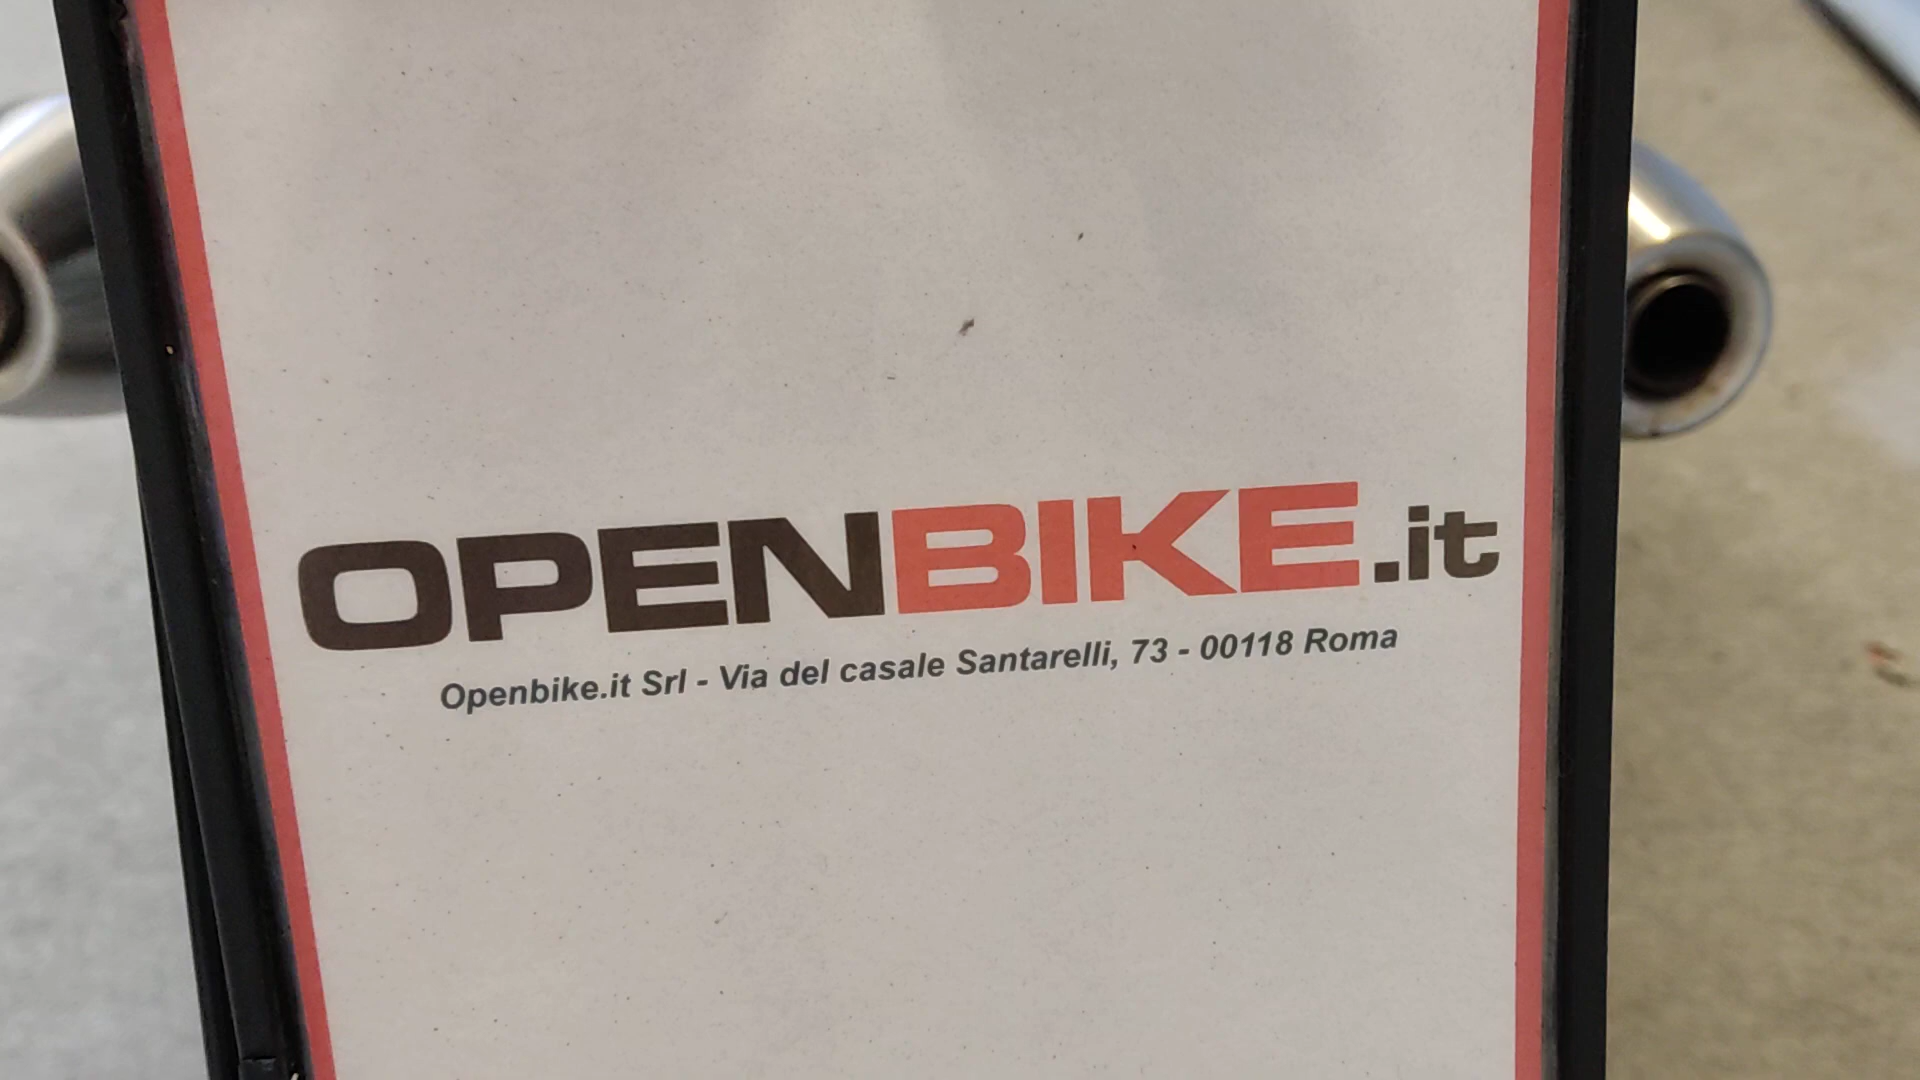 OPENBIKE.it
Openbike.it Srl - Via del casale Santarelli, 73 - 00118 Roma